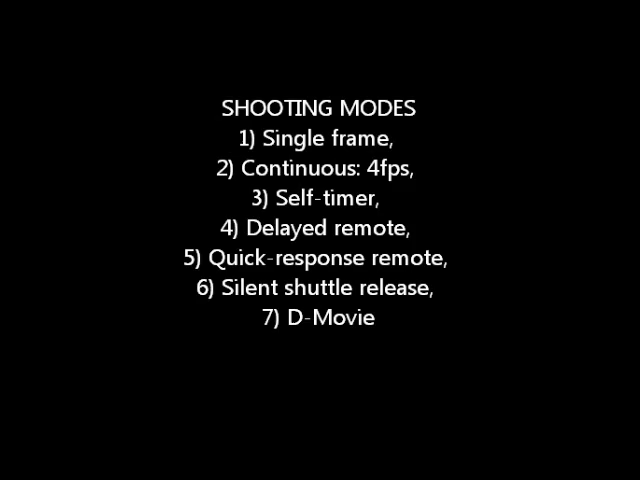 SHOOTING MODES
1) Single frame,
2) Continuous: 4fps,
3) Self-timer,
4) Delayed remote,
5) Quick-response remote,
6) Silent shuttle release,
7) D-Movie